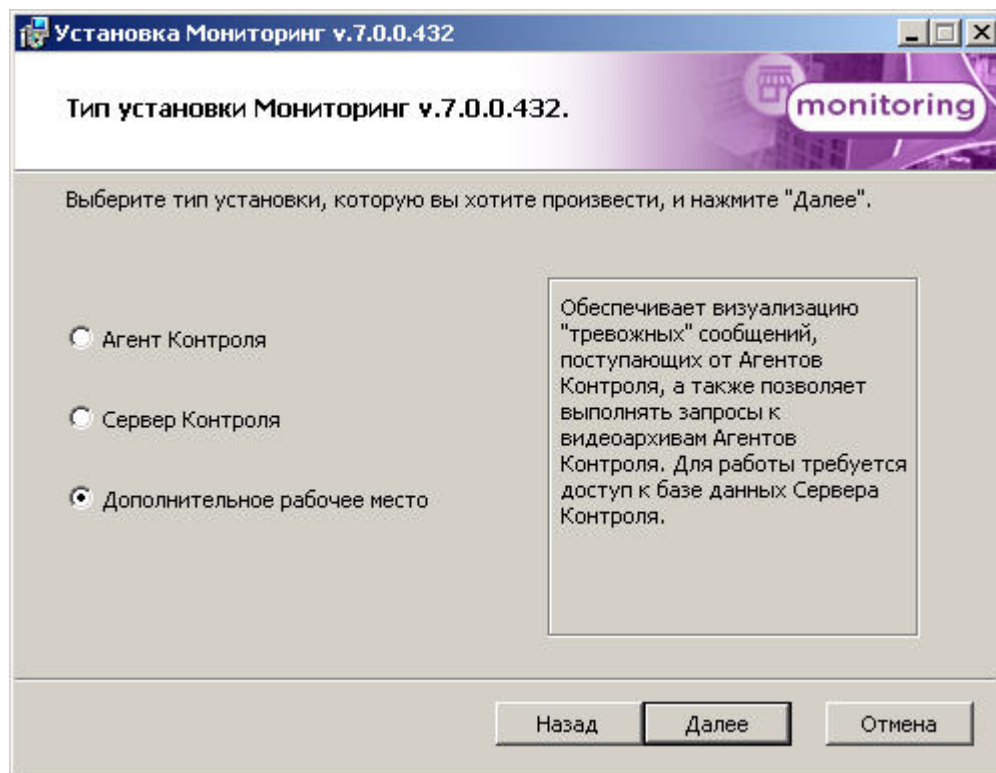 Установка Мониторинг v.7.0.0.432
Тип установки Мониторинг v.7.0.0.432.
monitoring
Выберите тип установки, которую вы хотите произвести, и нажмите "Далее".
Агент Контроля
Сервер Контроля
Дополнительное рабочее место
Обеспечивает визуализацию
"тревожных" сообщений,
поступающих от Агентов
Контроля, а также позволяет
выполнять запросы к
видеоархивам Агентов
Контроля. Для работы требуется
доступ к базе данных Сервера
Контроля.
Назад
Далее
Отмена